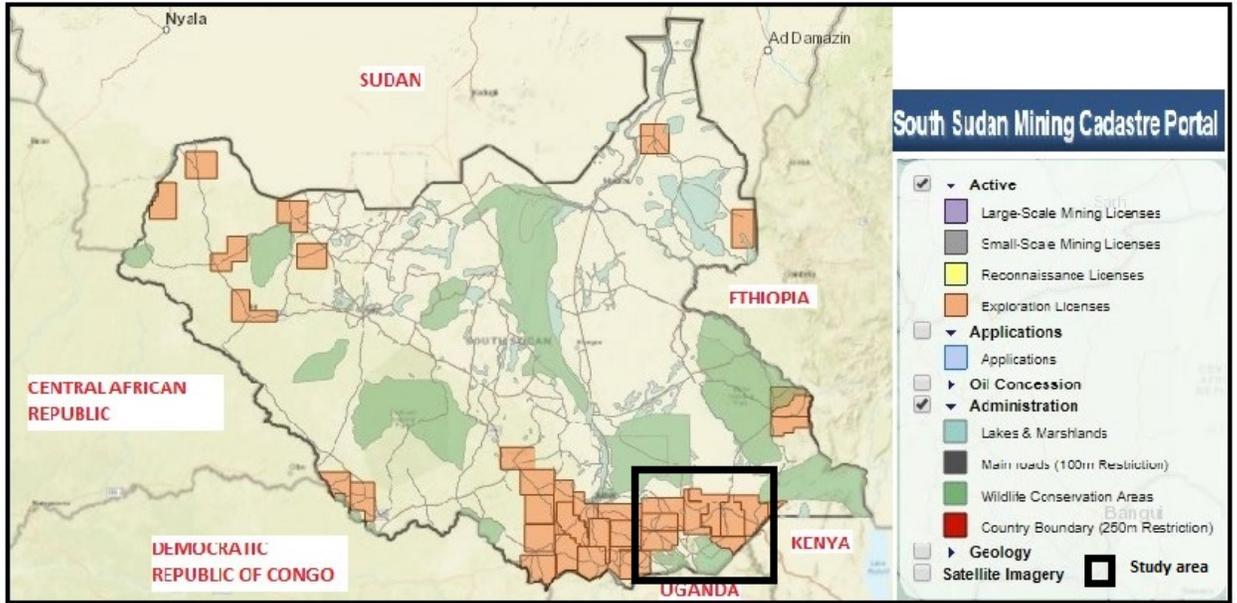 Nyala
Ad Damazin
SUDAN
ETHIOPIA
SOUTH SUDAN
CENTRAL AFRICAN
REPUBLIC
DEMOCRATIC
REPUBLIC OF CONGO
KENYA
UGANDA
South Sudan Mining Cadastre Portal
Active
Large-Scale Mining Licenses
Small-Scale Mining Licenses
Reconnaissance Licenses
Exploration Licenses
Applications
Applications
Oil Concession
Administration
Lakes & Marshlands
Main roads (100m Restriction)
Wildlife Conservation Areas
Country Boundary (250m Restriction)
Bangui
Geology
Satellite Imagery
Study area